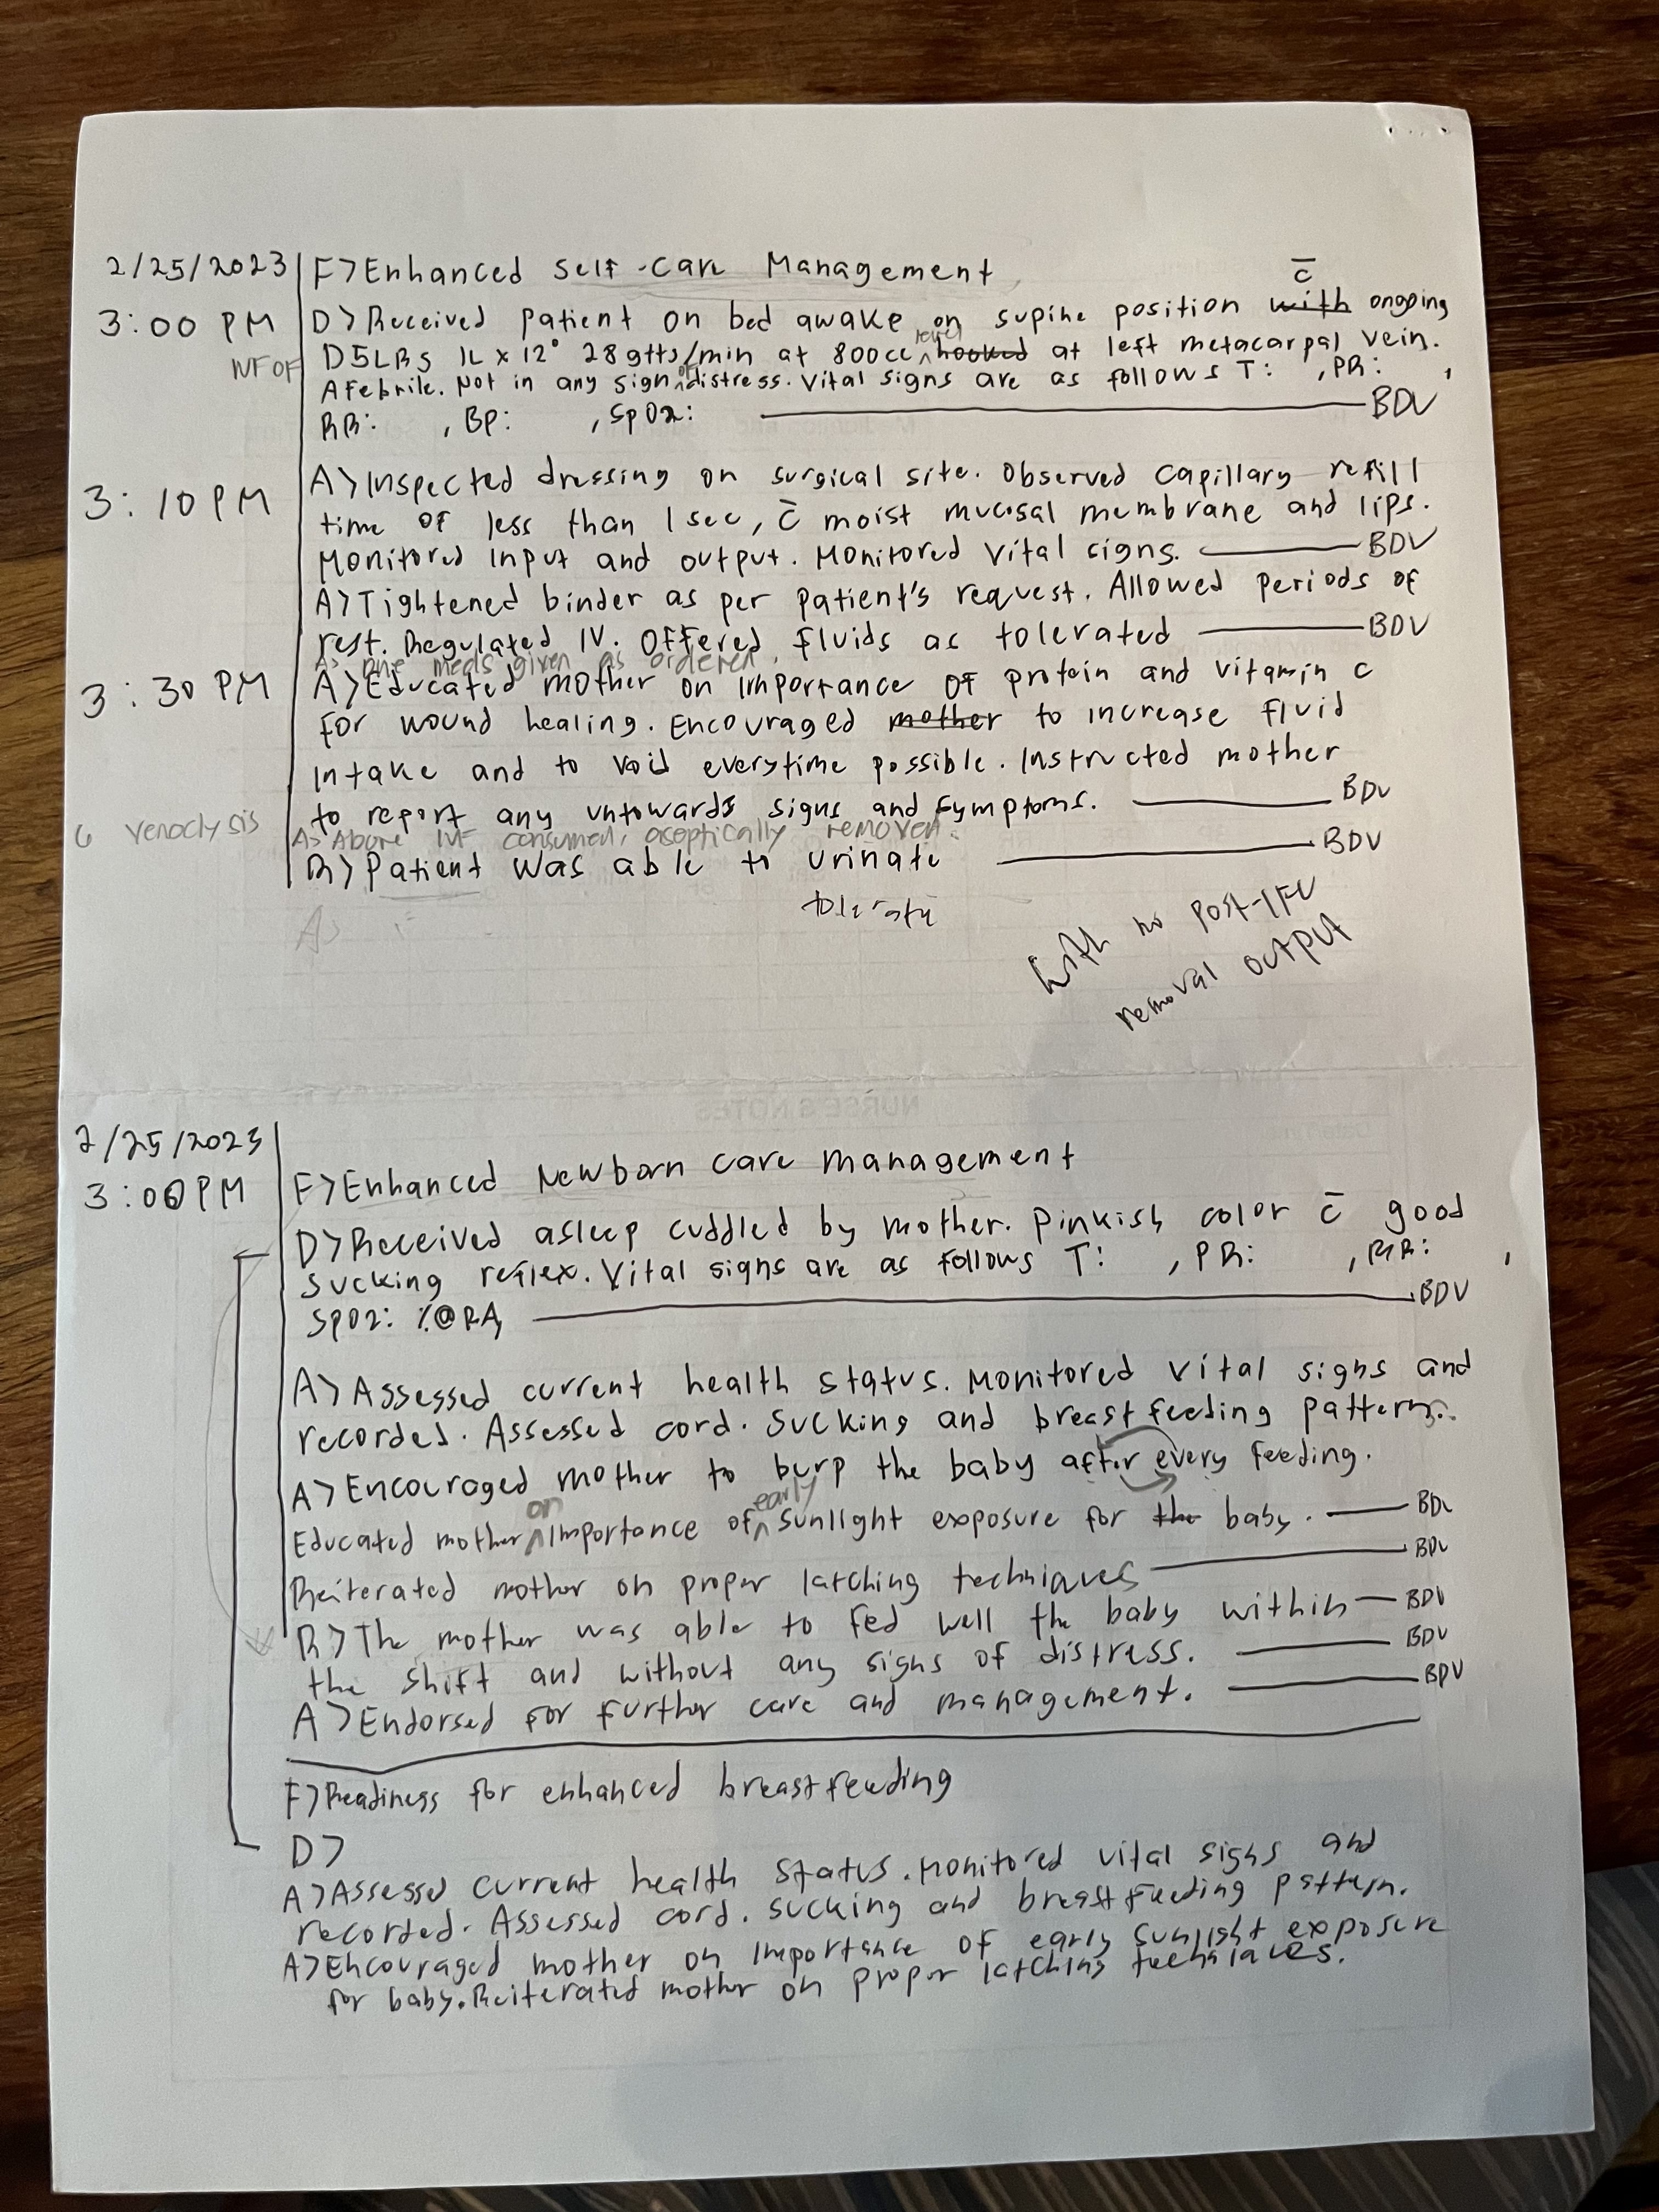 2/25/2023 F>Enhanced Self-Care Management
c̄
3:00 PM D>Received patient on bed awake on supine position with ongoing
level
IVF OF D5LRS 1L x 12° 28gtts/min at 800cc ^ hooked at left metacarpal vein.
of
Afebrile. Not in any sign ^ distress. Vital signs are as follows T: , PR: ,
RR: , BP: , SpO2: BDV
3:10 PM A>Inspected dressing on surgical site. Observed capillary refill
time of less than 1 sec, c̄ moist mucosal membrane and lips.
Monitored input and output. Monitored vital signs. BDV
A>Tightened binder as per patient's request. Allowed periods of
rest. Regulated IV. Offered fluids as tolerated BDV
A> Due meds given as ordered.
3:30 PM A>Educated mother on importance of protein and vitamin c
for wound healing. Encouraged mother to increase fluid
intake and to void everytime possible. Instructed mother
to report any untowards signs and symptoms. BDV
venoclysis A> Above IVF consumed, aseptically removed.
R>Patient was able to urinate BDV
tolerate
with no post-IFC
removal output
A>
NURSE'S NOTES
2/25/2023
3:00PM F>Enhanced Newborn care management
D>Received asleep cuddled by mother. Pinkish color c̄ good
sucking reflex. Vital signs are as follows T: , PR: , RR: ,
SPO2: %@RA, BDV
A>Assessed current health status. Monitored vital signs and
recorded. Assessed cord. Sucking and breastfeeding pattern.
A>Encouraged mother to burp the baby after every feeding.
on early
Educated mother ^ importance of ^ sunlight exposure for the baby. BDV
Reiterated mother on proper latching techniques BDV
R>The mother was able to fed well the baby within BDV
the shift and without any signs of distress. BDV
A>Endorsed for further care and management. BDV
F>Readiness for enhanced breastfeeding
D>
A>Assessed current health status. Monitored vital signs and
recorded. Assessed cord. Sucking and breastfeeding pattern.
A>Encouraged mother on importance of early sunlight exposure
for baby. Reiterated mother on proper latching techniques.